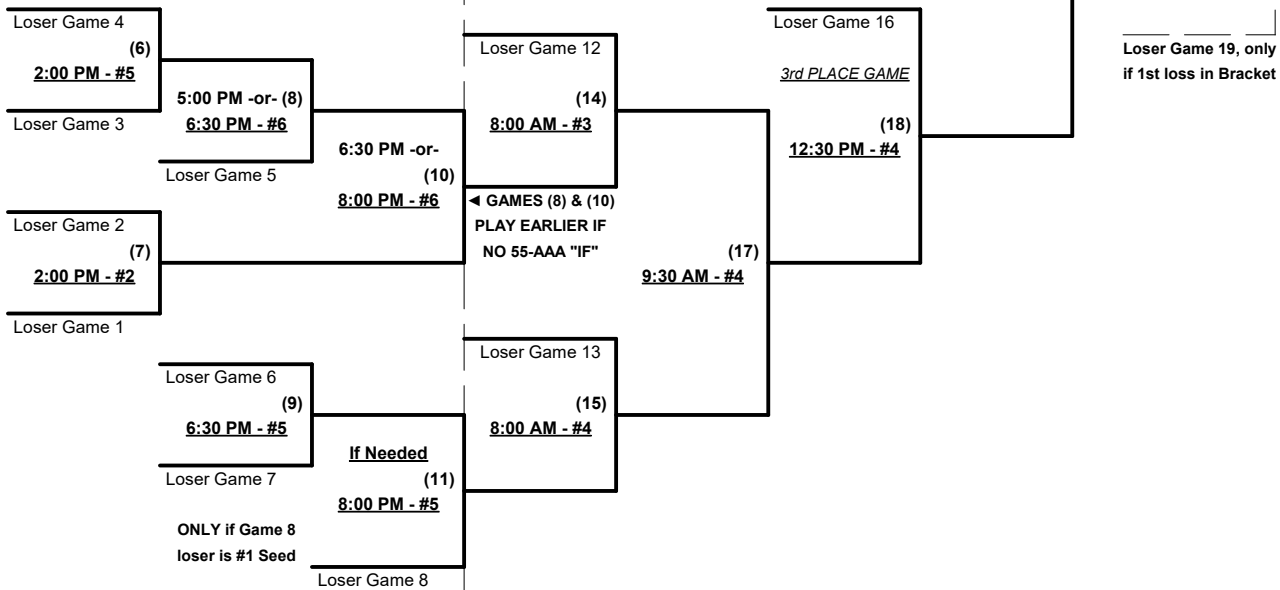 Loser Game 4
(6)
2:00 PM - #5
Loser Game 3
5:00 PM -or- (8)
6:30 PM - #6
Loser Game 5
6:30 PM -or-
(10)
8:00 PM - #6
Loser Game 2
(7)
2:00 PM - #2
Loser Game 1
Loser Game 6
(9)
6:30 PM - #5
Loser Game 7
If Needed
(11)
8:00 PM - #5
ONLY if Game 8
loser is #1 Seed
Loser Game 8
Loser Game 12
(14)
8:00 AM - #3
◄ GAMES (8) & (10)
PLAY EARLIER IF
NO 55-AAA "IF"
Loser Game 13
(15)
8:00 AM - #4
(17)
9:30 AM - #4
Loser Game 16
3rd PLACE GAME
(18)
12:30 PM - #4
Loser Game 19, only
if 1st loss in Bracket